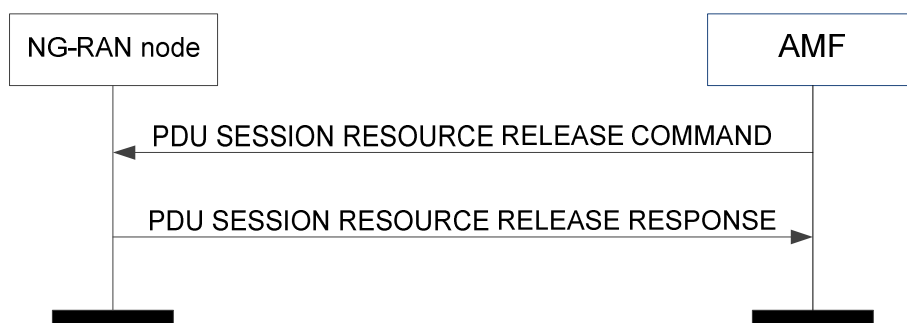 NG-RAN node
AMF
PDU SESSION RESOURCE RELEASE COMMAND
PDU SESSION RESOURCE RELEASE RESPONSE